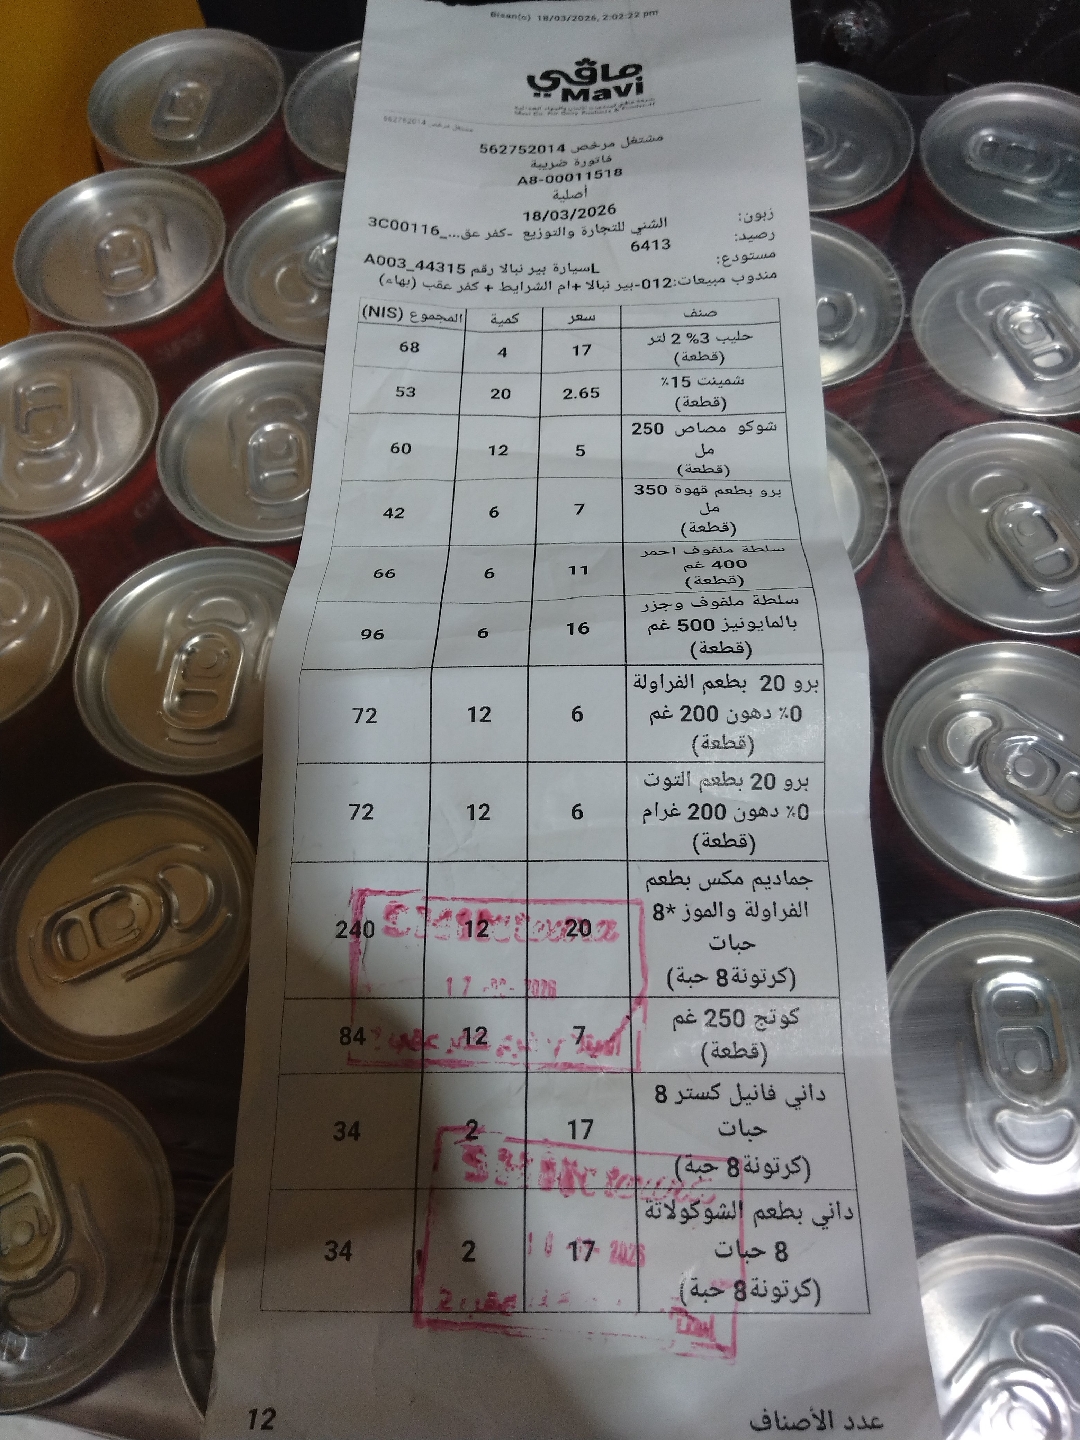 Bisan(c) 18/03/2026, 2:02:22 pm
ماڤي
Mavi
مشتغل مرخص 562752014
مشتغل مرخص 562752014
فاتورة ضريبة
A8-00011518
أصلية
18/03/2026
زبون: الشني للتجارة والتوزيع -كفر عق..._3C00116
رصيد: 6413
مستودع: Lسيارة بير نبالا رقم A003_44315
مندوب مبيعات:012-بير نبالا +ام الشرايط + كفر عقب (بهاء)
صنف سعر كمية المجموع (NIS)
حليب 3% 2 لتر
(قطعة) 17 4 68
شمينت 15٪
(قطعة) 2.65 20 53
شوكو مصاص 250
مل
(قطعة) 5 12 60
برو بطعم قهوة 350
مل
(قطعة) 7 6 42
سلطة ملفوف احمر
400 غم
(قطعة) 11 6 66
سلطة ملفوف وجزر
بالمايونيز 500 غم
(قطعة) 16 6 96
برو 20 بطعم الفراولة
0٪ دهون 200 غم
(قطعة) 6 12 72
برو 20 بطعم التوت
0٪ دهون 200 غرام
(قطعة) 6 12 72
جماديم مكس بطعم
الفراولة والموز *8
حبات
(كرتونة8 حبة) 20 12 240
كوتج 250 غم
(قطعة) 7 12 84
داني فانيل كستر 8
حبات
(كرتونة8 حبة) 17 2 34
داني بطعم الشوكولاتة
8 حبات
(كرتونة8 حبة) 17 2 34
عدد الأصناف 12